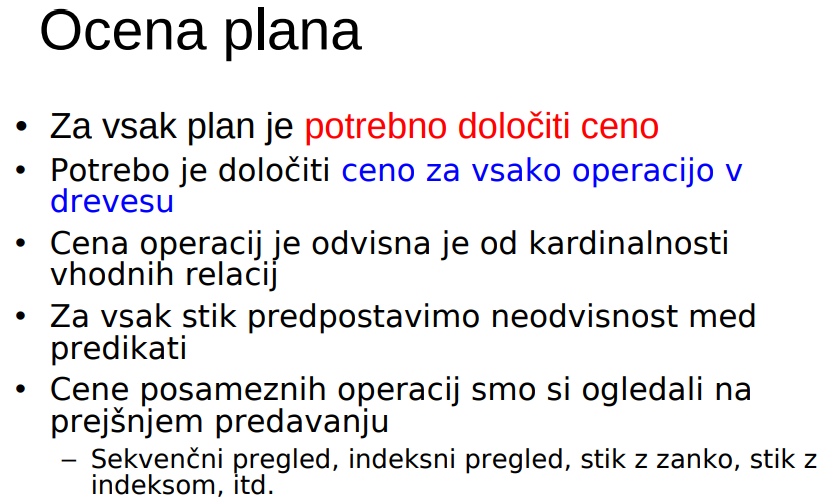 Ocena plana
• Za vsak plan je potrebno določiti ceno
• Potrebo je določiti ceno za vsako operacijo v
drevesu
• Cena operacij je odvisna je od kardinalnosti
vhodnih relacij
• Za vsak stik predpostavimo neodvisnost med
predikati
• Cene posameznih operacij smo si ogledali na
prejšnjem predavanju
– Sekvenčni pregled, indeksni pregled, stik z zanko, stik z
indeksom, itd.